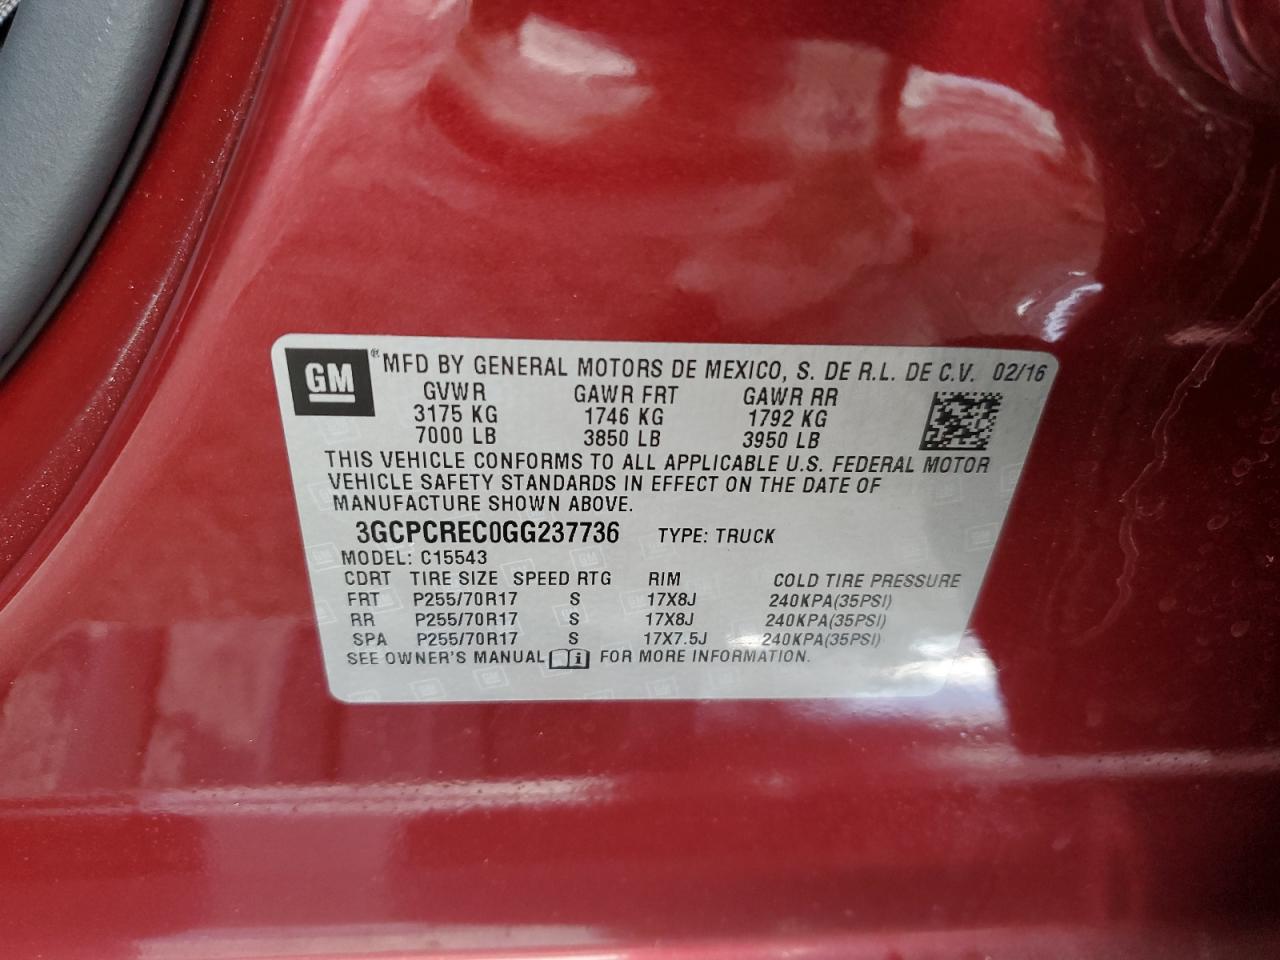 GM ® MFD BY GENERAL MOTORS DE MEXICO, S. DE R.L. DE C.V. 02/16
GVWR GAWR FRT GAWR RR
3175 KG 1746 KG 1792 KG
7000 LB 3850 LB 3950 LB
THIS VEHICLE CONFORMS TO ALL APPLICABLE U.S. FEDERAL MOTOR
VEHICLE SAFETY STANDARDS IN EFFECT ON THE DATE OF
MANUFACTURE SHOWN ABOVE.
3GCPCREC0GG237736 TYPE: TRUCK
MODEL: C15543
CDRT TIRE SIZE SPEED RTG RIM COLD TIRE PRESSURE
FRT P255/70R17 S 17X8J 240KPA(35PSI)
RR P255/70R17 S 17X8J 240KPA(35PSI)
SPA P255/70R17 S 17X7.5J 240KPA(35PSI)
SEE OWNER'S MANUAL i FOR MORE INFORMATION.